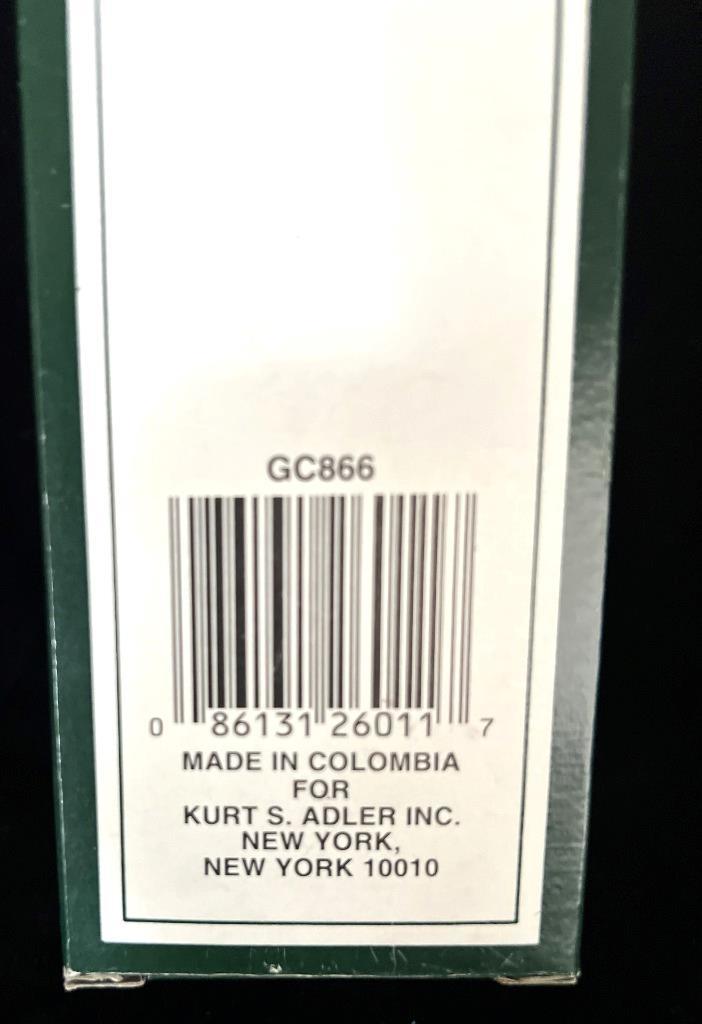 GC866
0 86131 26011 7
MADE IN COLOMBIA
FOR
KURT S. ADLER INC.
NEW YORK,
NEW YORK 10010